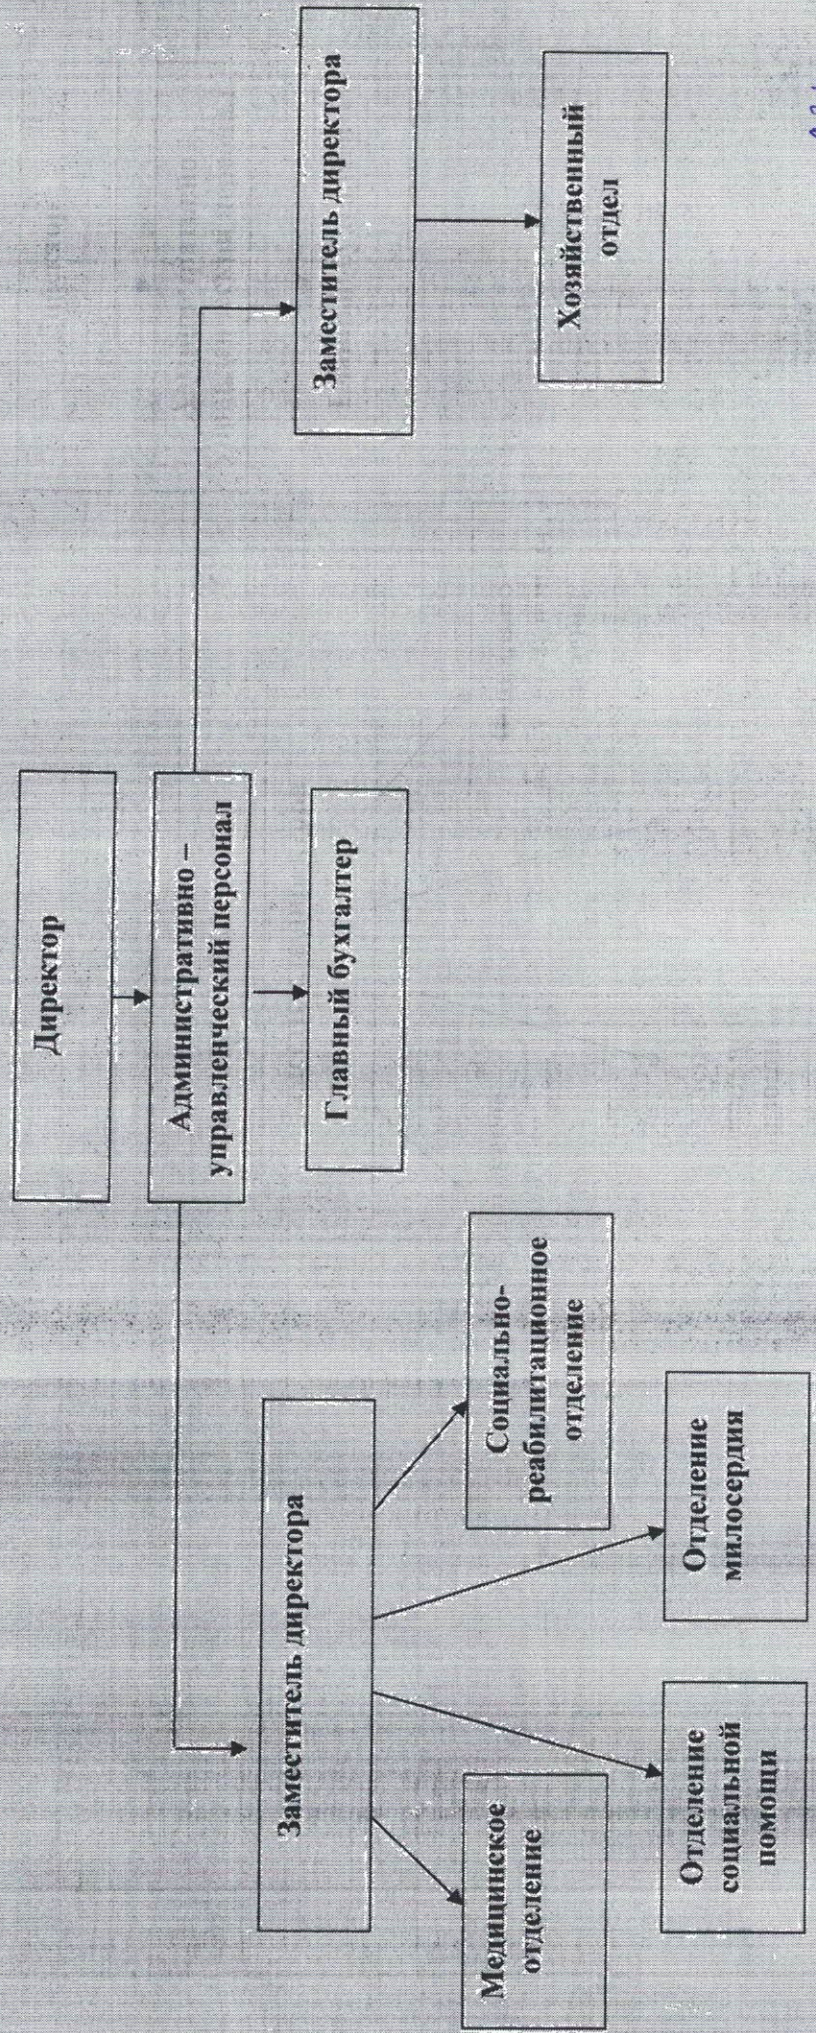 Директор
Административно –
управленческий персонал
Главный бухгалтер
Заместитель директора
Заместитель директора
Медицинское
отделение
Отделение
социальной
помощи
Отделение
милосердия
Социально-
реабилитационное
отделение
Хозяйственный
отдел